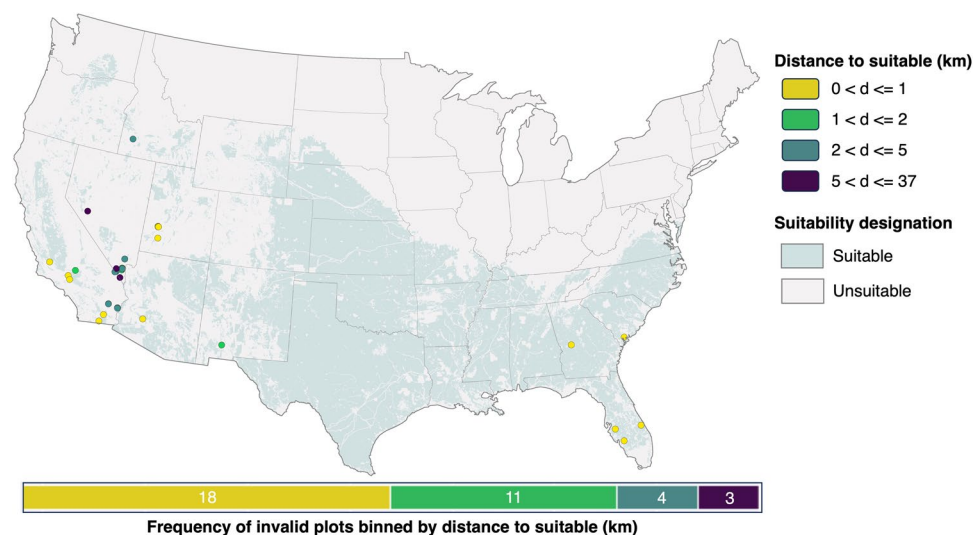 Distance to suitable (km)
0 < d <= 1
1 < d <= 2
2 < d <= 5
5 < d <= 37
Suitability designation
Suitable
Unsuitable
18
11
4
3
Frequency of invalid plots binned by distance to suitable (km)